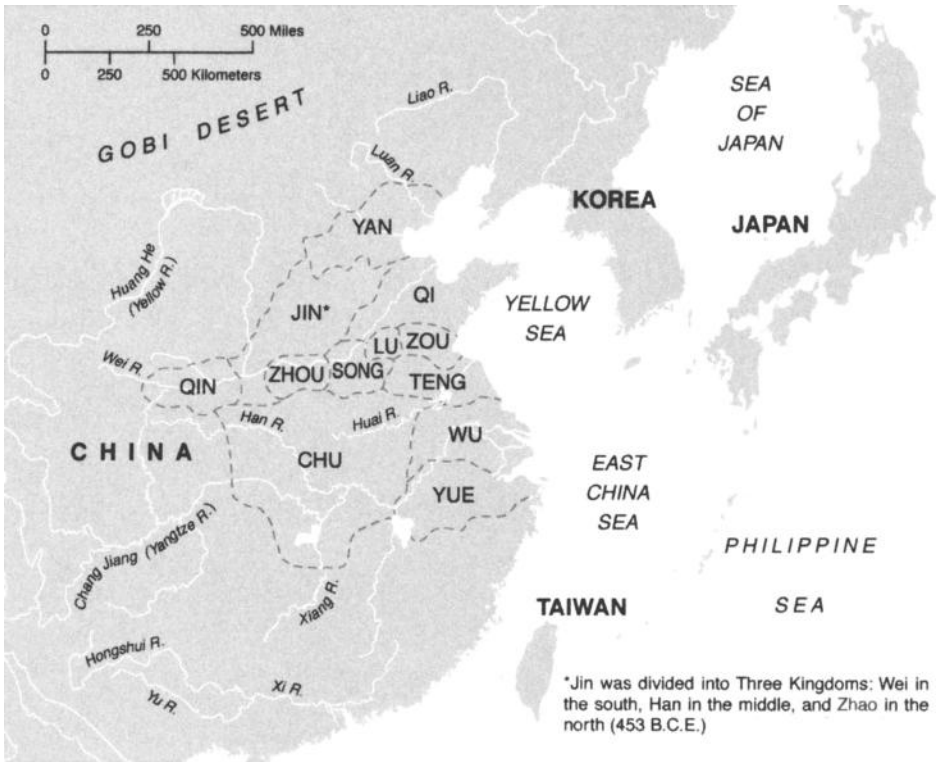 0 250 500 Miles
0 250 500 Kilometers
GOBI DESERT
Liao R.
Luan R.
SEA
OF
JAPAN
KOREA
JAPAN
YAN
Huang He
(Yellow R.)
JIN*
QI
YELLOW
SEA
LU
ZOU
Wei R.
QIN
ZHOU
SONG
TENG
Han R.
Huai R.
CHINA
CHU
WU
YUE
EAST
CHINA
SEA
Chang Jiang (Yangtze R.)
PHILIPPINE
SEA
Xiang R.
TAIWAN
Hongshui R.
Yu R.
Xi R.
*Jin was divided into Three Kingdoms: Wei in
the south, Han in the middle, and Zhao in the
north (453 B.C.E.)